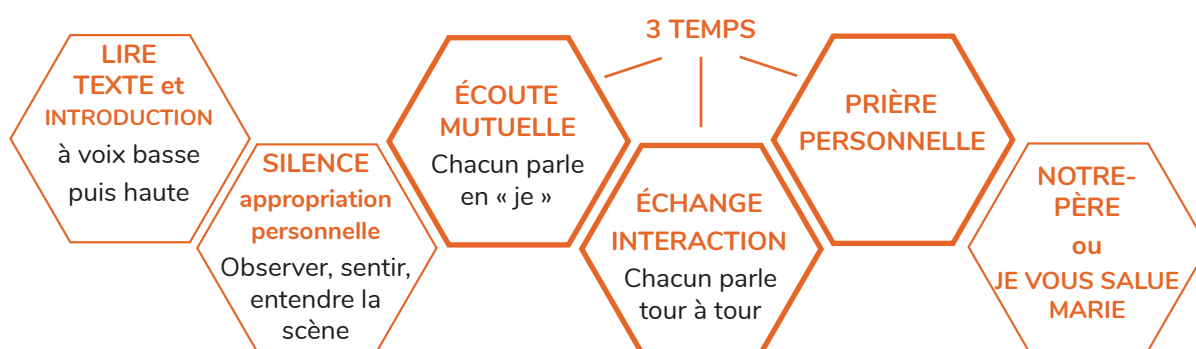 LIRE
TEXTE et
INTRODUCTION
à voix basse
puis haute
SILENCE
appropriation
personnelle
Observer, sentir,
entendre la
scène
3 TEMPS
ÉCOUTE
MUTUELLE
Chacun parle
en « je »
ÉCHANGE
INTERACTION
Chacun parle
tour à tour
PRIÈRE
PERSONNELLE
NOTRE-
PÈRE
ou
JE VOUS SALUE
MARIE